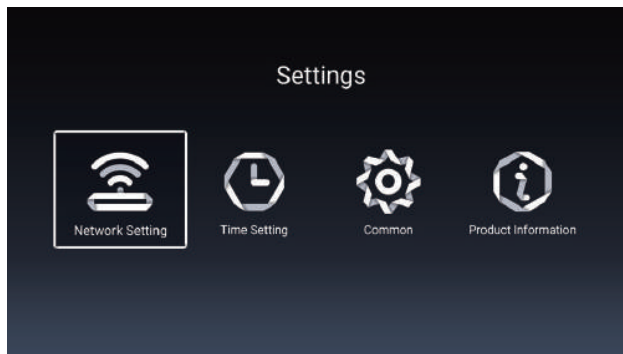 Settings
Network Setting
Time Setting
Common
Product Information